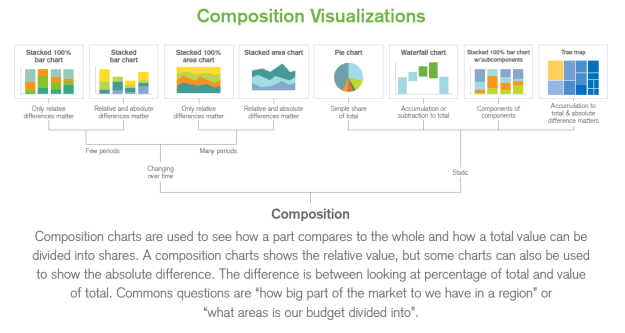 Composition Visualizations
Stacked 100%
bar chart
Stacked
bar chart
Stacked 100%
area chart
Stacked area chart
Pie chart
Waterfall chart
Stacked 100% bar chart
w/subcomponents
Tree map
Only relative
differences matter
Relative and absolute
differences matter
Only relative
differences matter
Relative and absolute
differences matter
Simple share
of total
Accumulation or
subtraction to total
Components of
components
Accumulation to
total & absolute
difference matters
Few periods
Many periods
Changing
over time
Static
Composition
Composition charts are used to see how a part compares to the whole and how a total value can be
divided into shares. A composition charts shows the relative value, but some charts can also be used
to show the absolute difference. The difference is between looking at percentage of total and value
of total. Commons questions are “how big part of the market to we have in a region” or
“what areas is our budget divided into”.